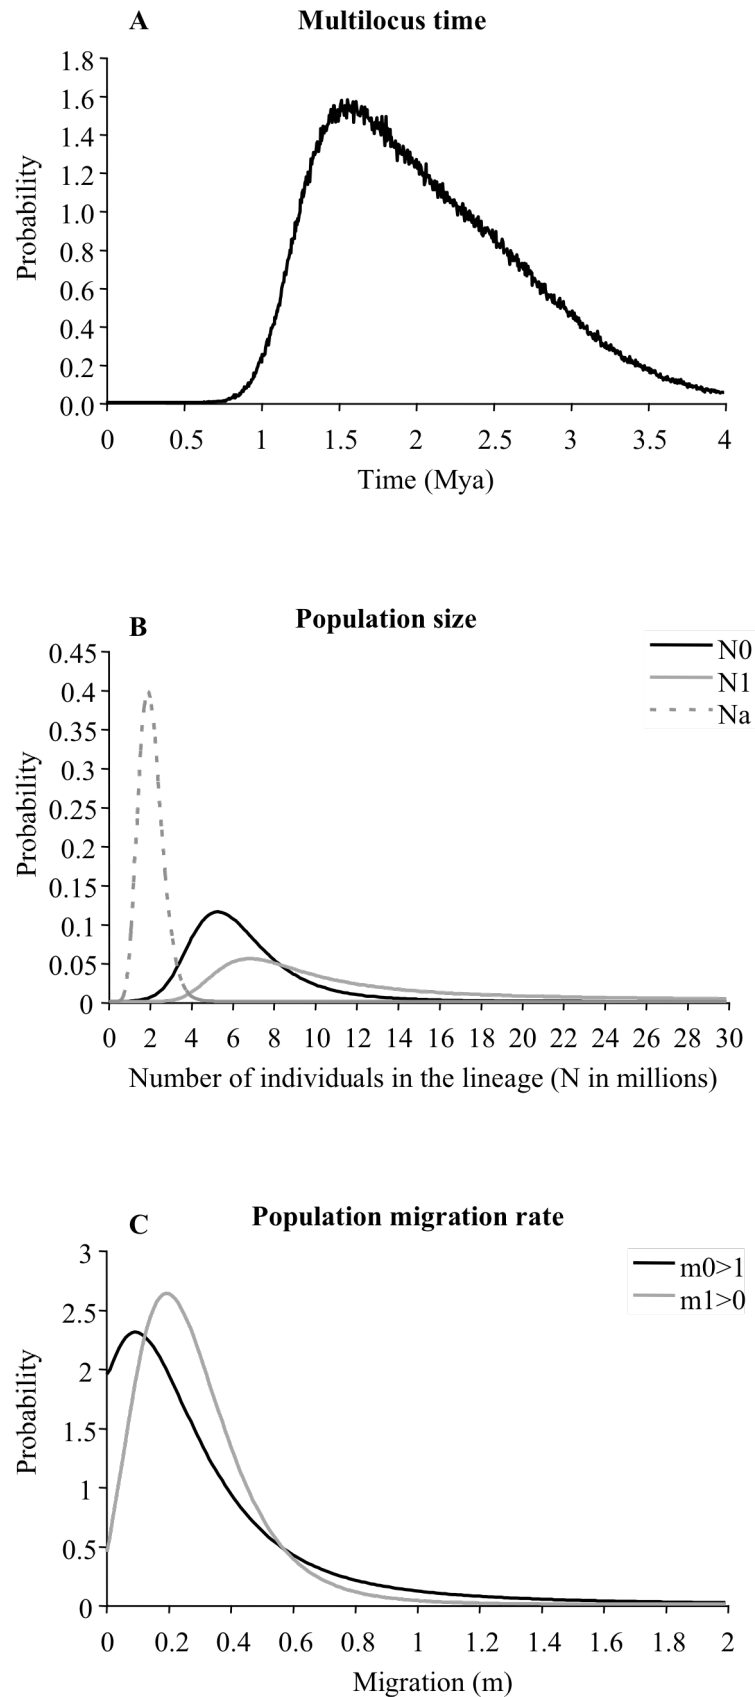 A Multilocus time
1.8
1.6
1.4
1.2
1.0
0.8
0.6
0.4
0.2
0.0
Probability
0 0.5 1 1.5 2 2.5 3 3.5 4
Time (Mya)
B Population size
0.45
0.4
0.35
0.3
0.25
0.2
0.15
0.1
0.05
0
Probability
N0
N1
Na
0 2 4 6 8 10 12 14 16 18 20 22 24 26 28 30
Number of individuals in the lineage (N in millions)
C Population migration rate
3
2.5
2
1.5
1
0.5
0
Probability
m0>1
m1>0
0 0.2 0.4 0.6 0.8 1 1.2 1.4 1.6 1.8 2
Migration (m)